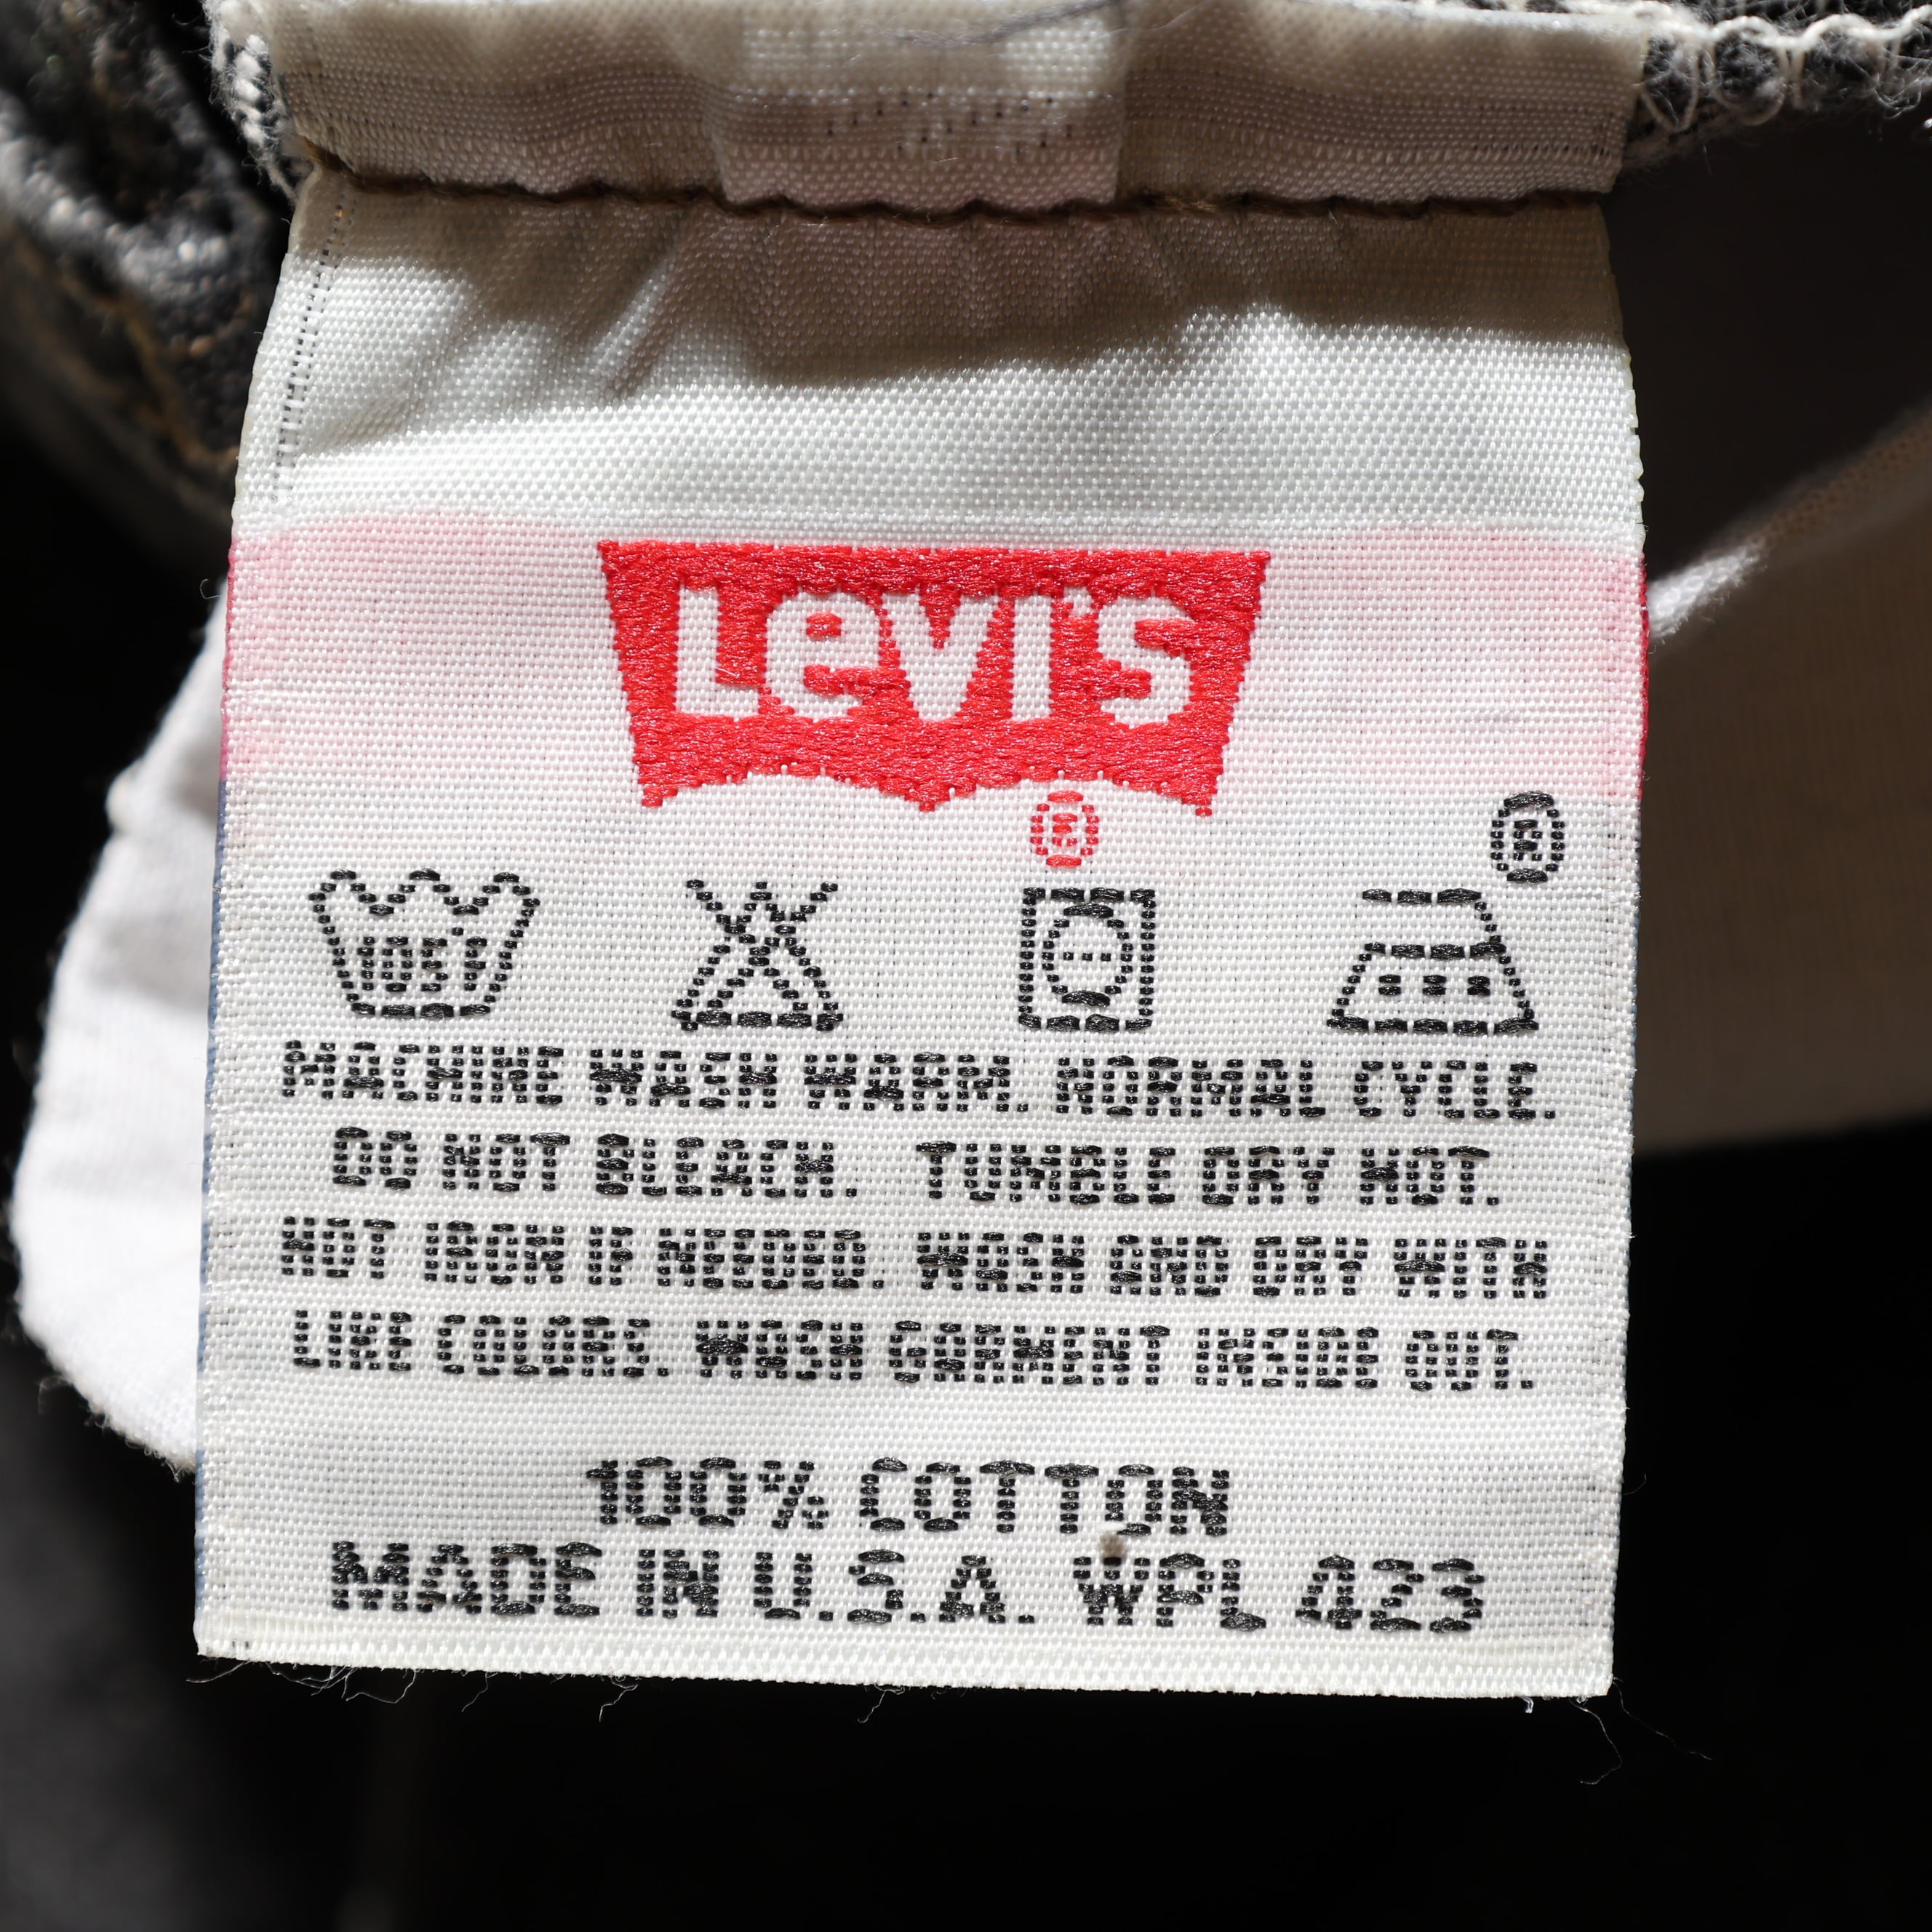 Levi's
®
®
105°F
MACHINE WASH WARM. NORMAL CYCLE.
DO NOT BLEACH. TUMBLE DRY HOT.
HOT IRON IF NEEDED. WASH AND DRY WITH
LIKE COLORS. WASH GARMENT INSIDE OUT.
100% COTTON
MADE IN U.S.A. WPL 423